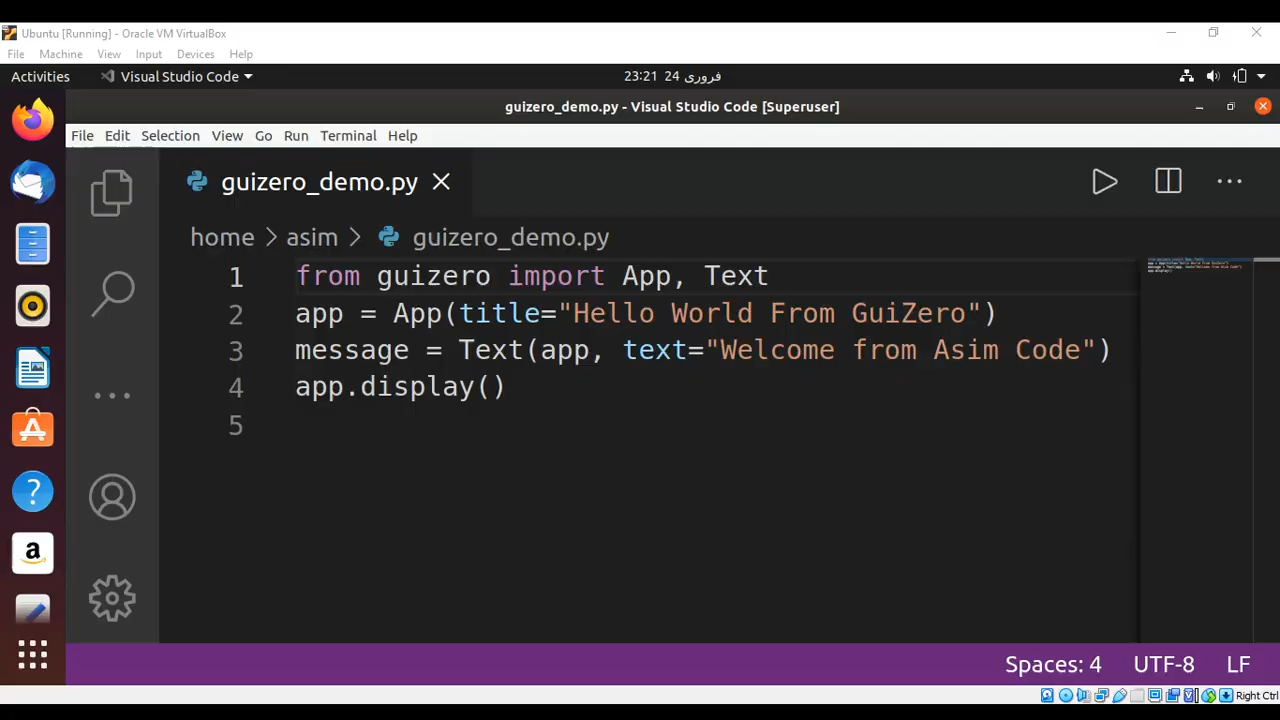 Ubuntu [Running] - Oracle VM VirtualBox
File Machine View Input Devices Help
Activities Visual Studio Code 23:21 24 فروری
guizero_demo.py - Visual Studio Code [Superuser]
File Edit Selection View Go Run Terminal Help
guizero_demo.py
home > asim > guizero_demo.py
1 from guizero import App, Text
2 app = App(title="Hello World From GuiZero")
3 message = Text(app, text="Welcome from Asim Code")
4 app.display()
5
Spaces: 4 UTF-8 LF
Right Ctrl